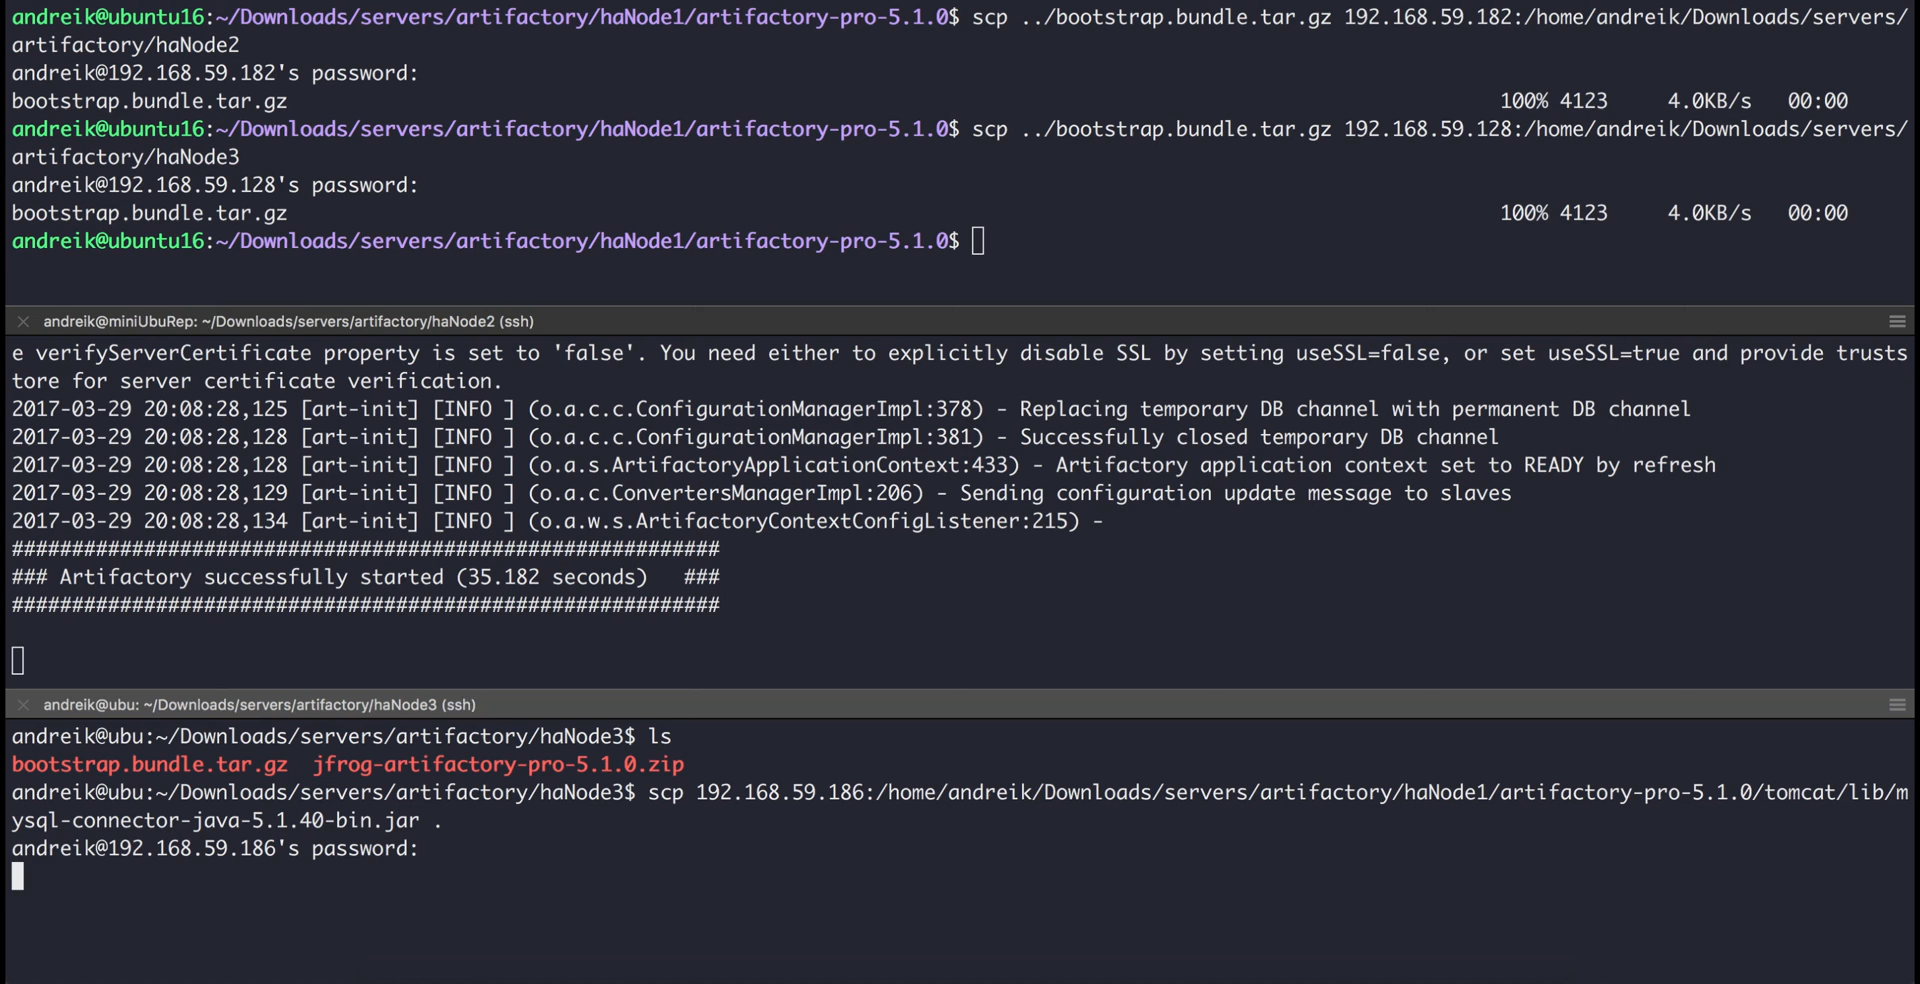 andreik@ubuntu16:~/Downloads/servers/artifactory/haNode1/artifactory-pro-5.1.0$ scp ../bootstrap.bundle.tar.gz 192.168.59.182:/home/andreik/Downloads/servers/
artifactory/haNode2
andreik@192.168.59.182's password:
bootstrap.bundle.tar.gz 100% 4123 4.0KB/s 00:00
andreik@ubuntu16:~/Downloads/servers/artifactory/haNode1/artifactory-pro-5.1.0$ scp ../bootstrap.bundle.tar.gz 192.168.59.128:/home/andreik/Downloads/servers/
artifactory/haNode3
andreik@192.168.59.128's password:
bootstrap.bundle.tar.gz 100% 4123 4.0KB/s 00:00
andreik@ubuntu16:~/Downloads/servers/artifactory/haNode1/artifactory-pro-5.1.0$
andreik@miniUbuRep: ~/Downloads/servers/artifactory/haNode2 (ssh)
e verifyServerCertificate property is set to 'false'. You need either to explicitly disable SSL by setting useSSL=false, or set useSSL=true and provide trusts
tore for server certificate verification.
2017-03-29 20:08:28,125 [art-init] [INFO ] (o.a.c.c.ConfigurationManagerImpl:378) - Replacing temporary DB channel with permanent DB channel
2017-03-29 20:08:28,128 [art-init] [INFO ] (o.a.c.c.ConfigurationManagerImpl:381) - Successfully closed temporary DB channel
2017-03-29 20:08:28,128 [art-init] [INFO ] (o.a.s.ArtifactoryApplicationContext:433) - Artifactory application context set to READY by refresh
2017-03-29 20:08:28,129 [art-init] [INFO ] (o.a.c.ConvertersManagerImpl:206) - Sending configuration update message to slaves
2017-03-29 20:08:28,134 [art-init] [INFO ] (o.a.w.s.ArtifactoryContextConfigListener:215) -
###########################################################
### Artifactory successfully started (35.182 seconds)   ###
###########################################################
andreik@ubu: ~/Downloads/servers/artifactory/haNode3 (ssh)
andreik@ubu:~/Downloads/servers/artifactory/haNode3$ ls
bootstrap.bundle.tar.gz  jfrog-artifactory-pro-5.1.0.zip
andreik@ubu:~/Downloads/servers/artifactory/haNode3$ scp 192.168.59.186:/home/andreik/Downloads/servers/artifactory/haNode1/artifactory-pro-5.1.0/tomcat/lib/m
ysql-connector-java-5.1.40-bin.jar .
andreik@192.168.59.186's password: